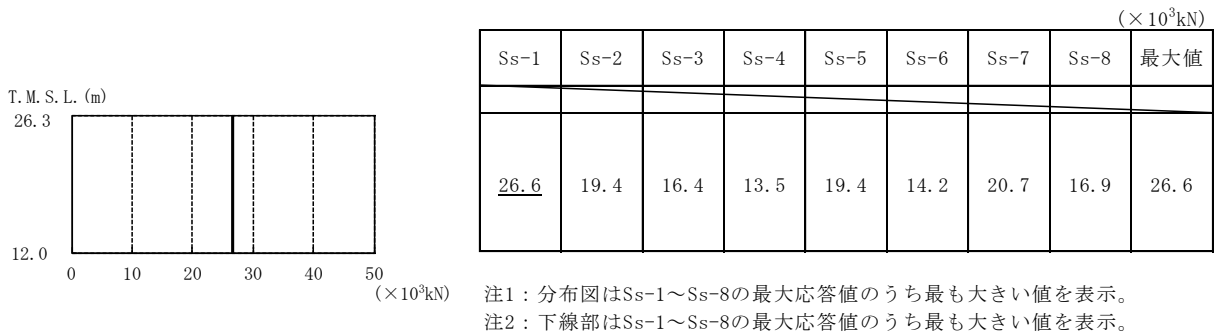 (×10³kN)
Ss-1 Ss-2 Ss-3 Ss-4 Ss-5 Ss-6 Ss-7 Ss-8 最大値
26.6 19.4 16.4 13.5 19.4 14.2 20.7 16.9 26.6
T.M.S.L.(m)
26.3
12.0
0 10 20 30 40 50
(×10³kN)
注1：分布図はSs-1～Ss-8の最大応答値のうち最も大きい値を表示。
注2：下線部はSs-1～Ss-8の最大応答値のうち最も大きい値を表示。